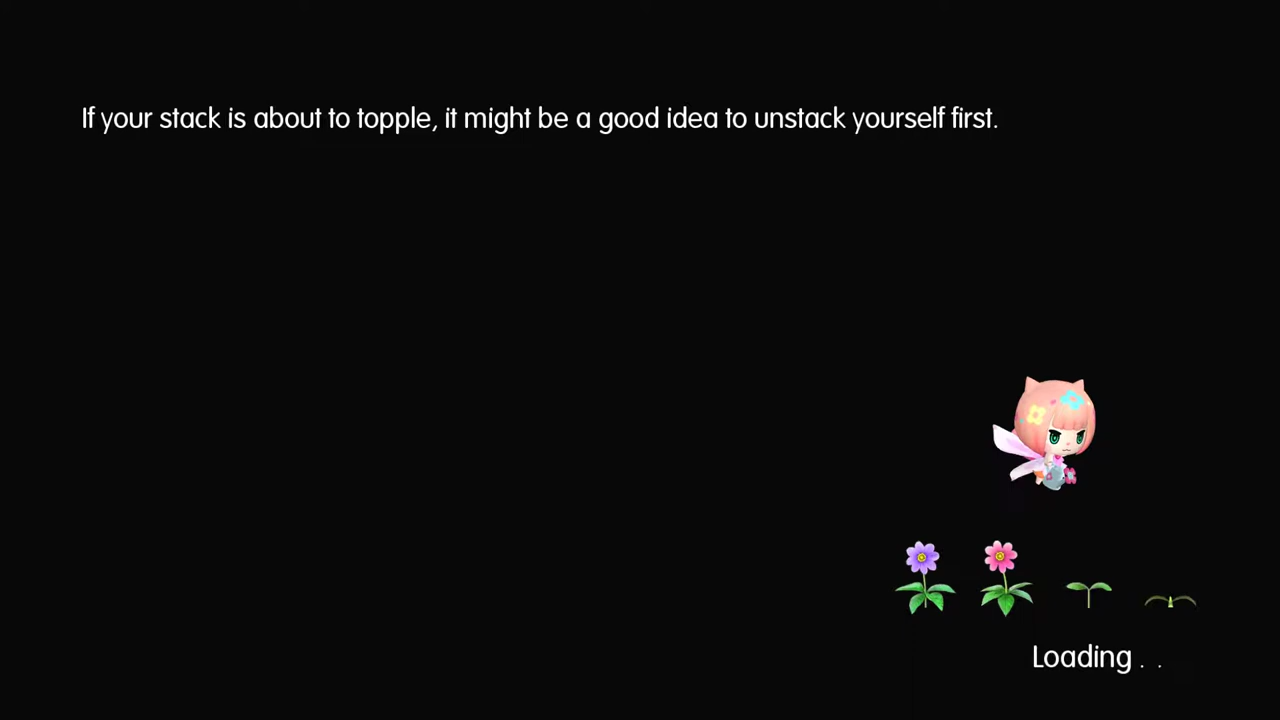 If your stack is about to topple, it might be a good idea to unstack yourself first.
Loading . .